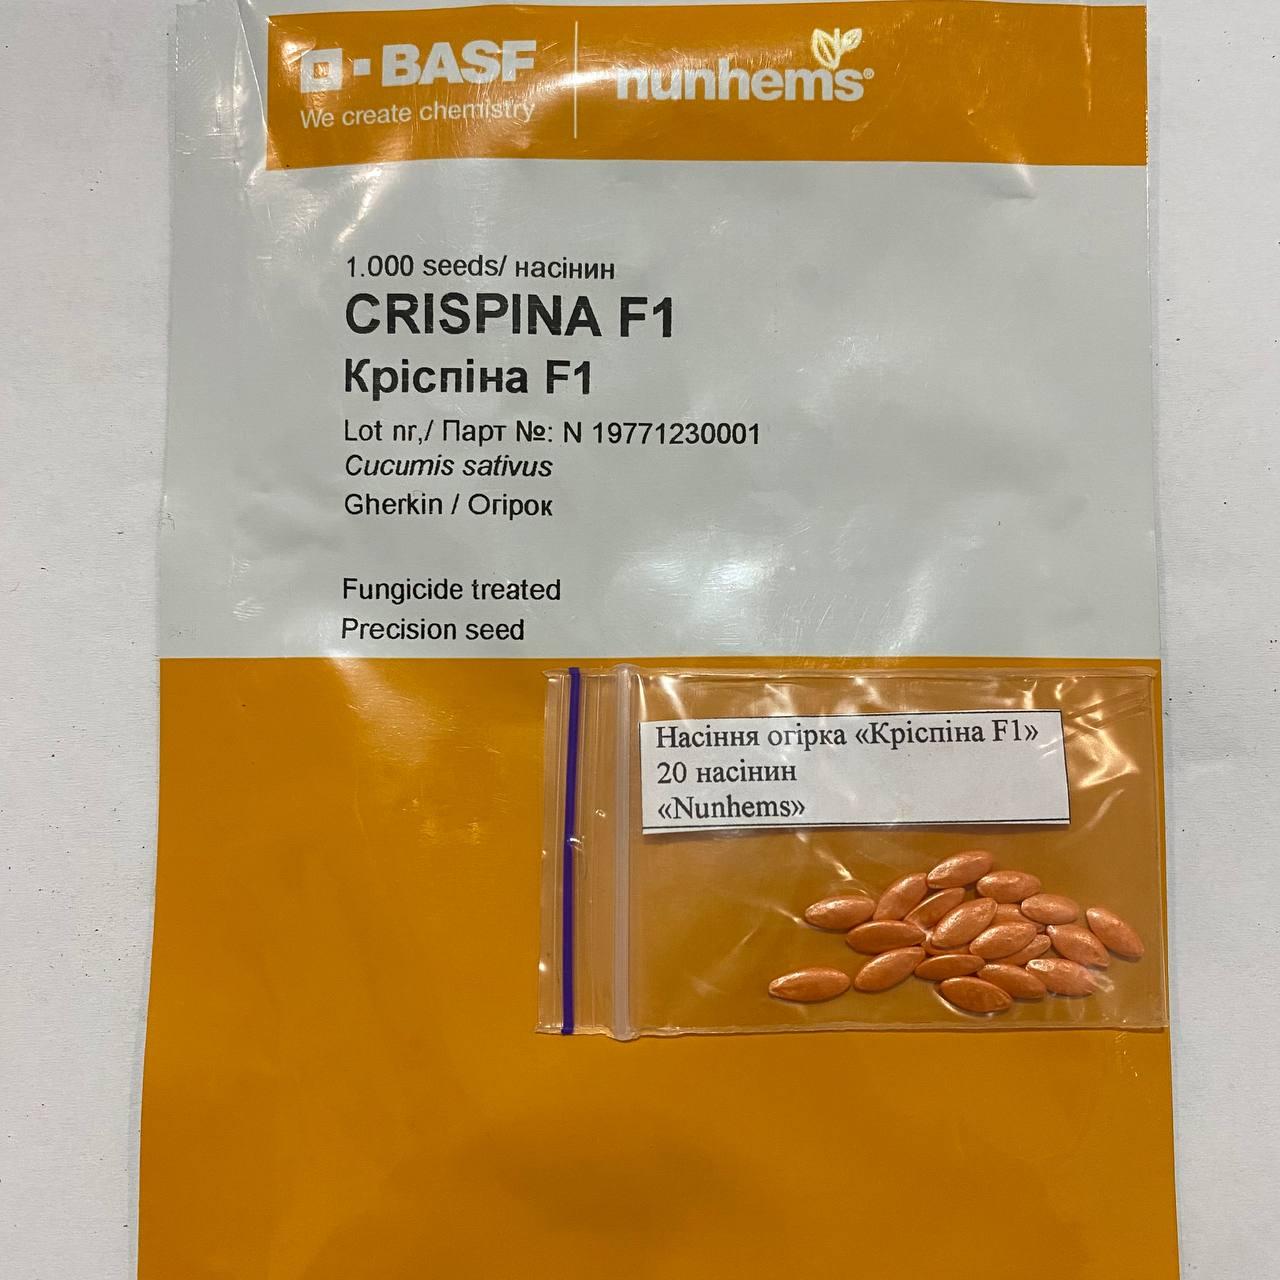 BASF
We create chemistry
nunhems®
1.000 seeds/ насінин
CRISPINA F1
Кріспіна F1
Lot nr,/ Парт №: N 19771230001
Cucumis sativus
Gherkin / Огірок
Fungicide treated
Precision seed
Насіння огірка «Кріспіна F1»
20 насінин
«Nunhems»